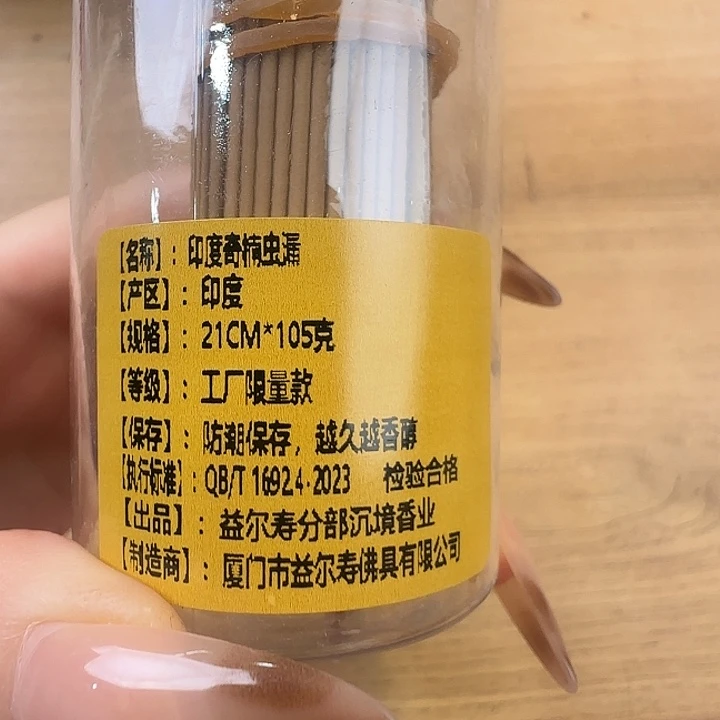 【名称】：印度奇楠虫漏
【产区】：印度
【规格】：21CM*105克
【等级】：工厂限量款
【保存】：防潮保存，越久越香醇
【执行标准】：QB/T 1692.4-2023 检验合格
【出品】：益尔寿分部沉境香业
【制造商】：厦门市益尔寿佛具有限公司